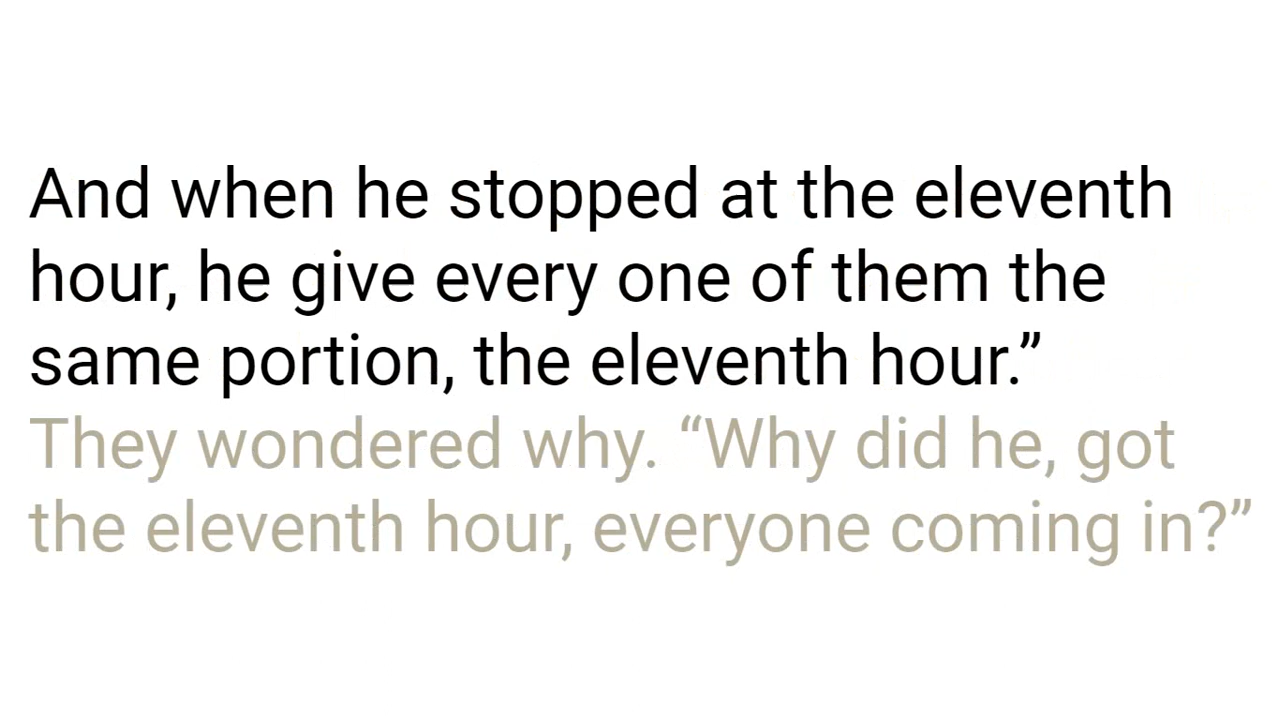 And when he stopped at the eleventh
hour, he give every one of them the
same portion, the eleventh hour.”
They wondered why. “Why did he, got
the eleventh hour, everyone coming in?”